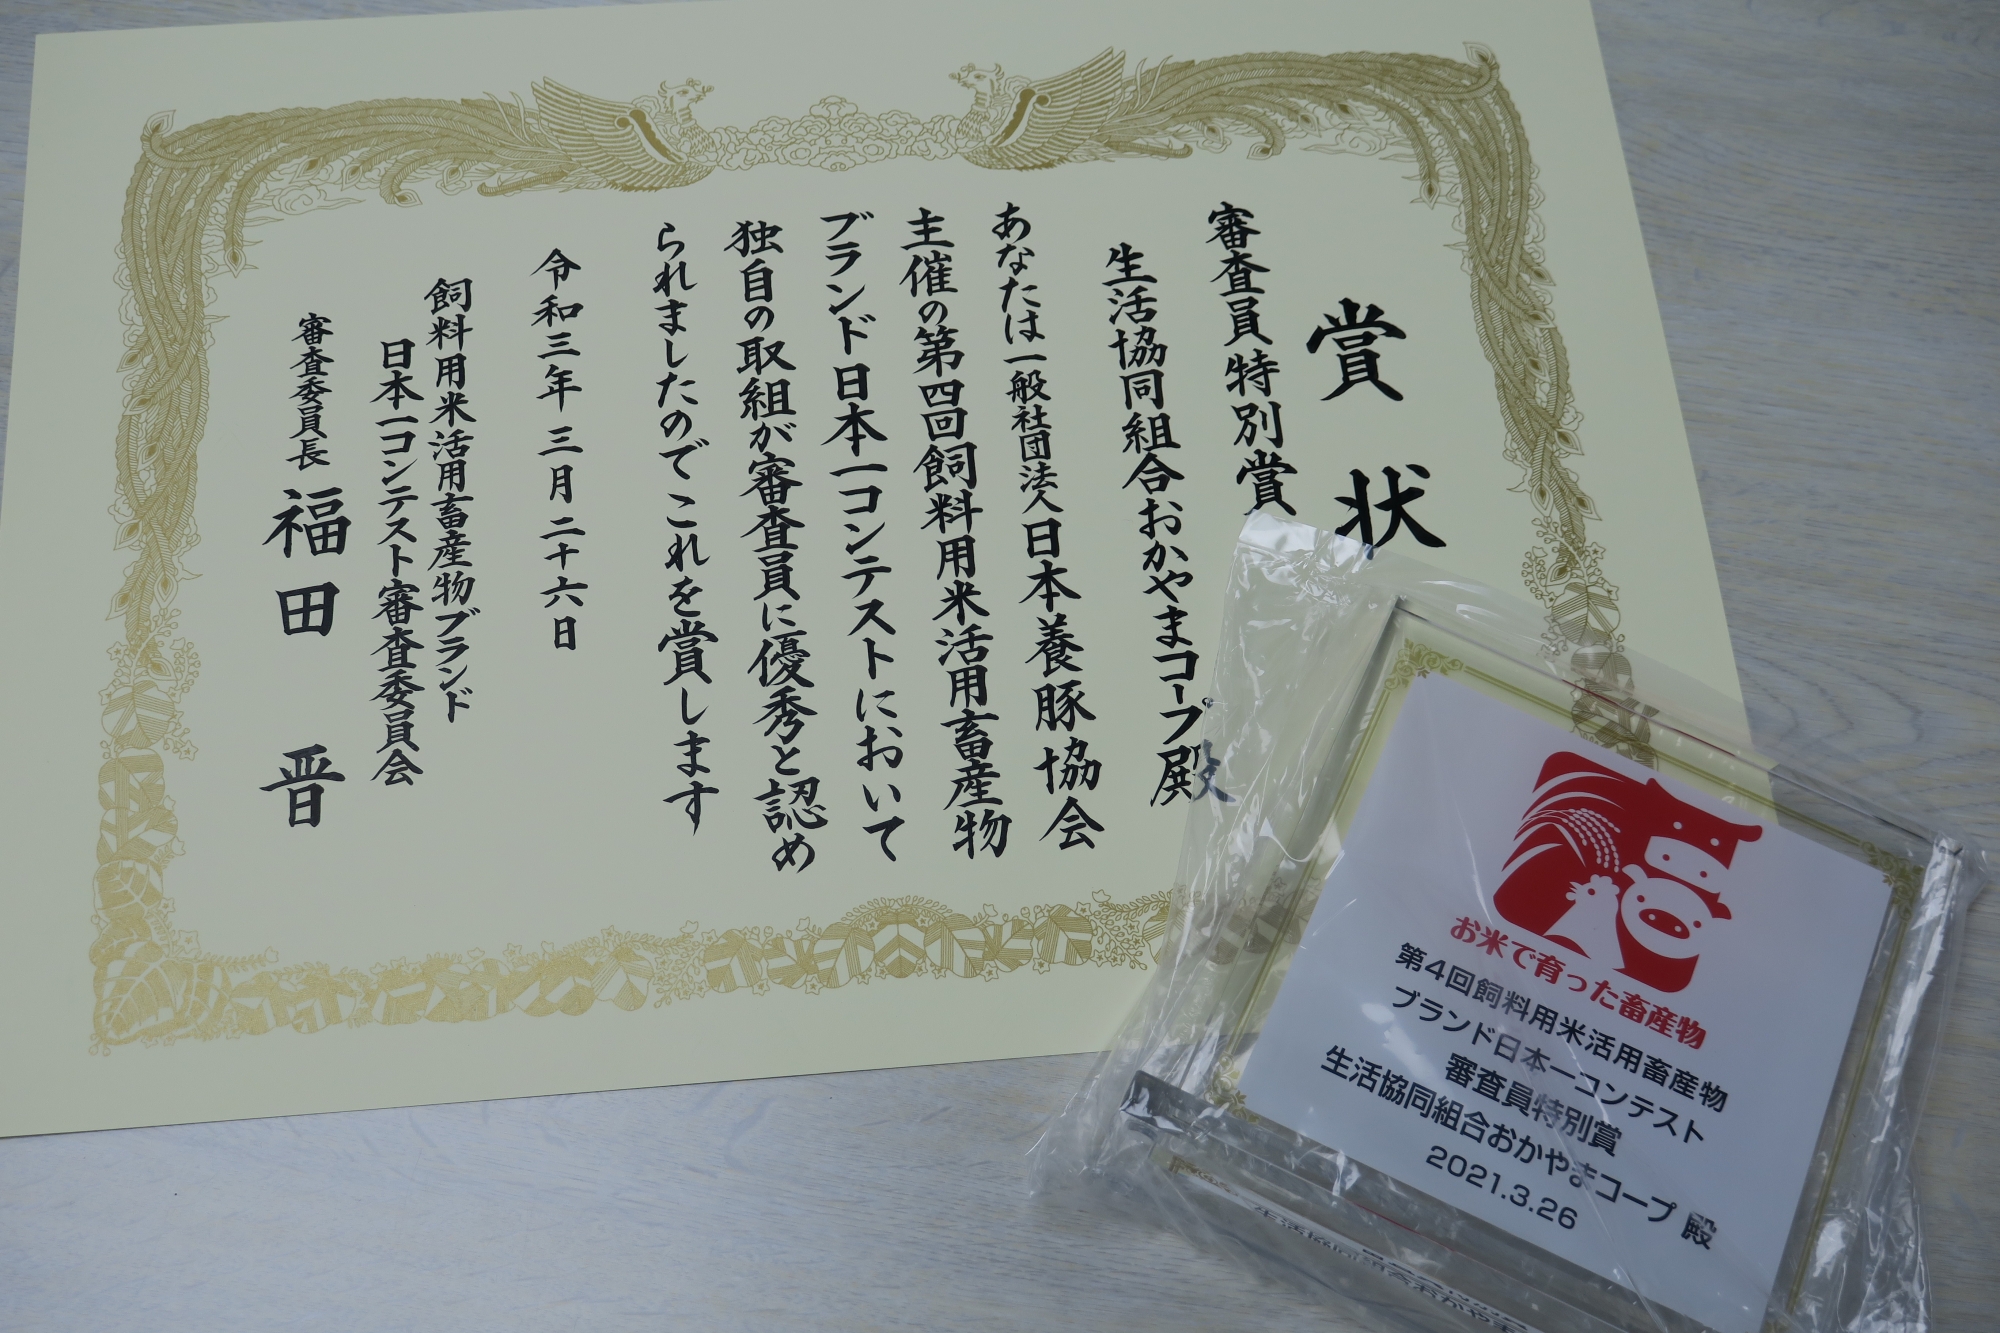 賞状
審査員特別賞
生活協同組合おかやまコープ殿
あなたは一般社団法人日本養豚協会
主催の第四回飼料用米活用畜産物
ブランド日本一コンテストにおいて
独自の取組が審査員に優秀と認め
られましたのでこれを賞します
令和三年三月二十六日
飼料用米活用畜産物ブランド
日本一コンテスト審査委員会
審査委員長 福田晋
お米で育った畜産物
第4回飼料用米活用畜産物
ブランド日本一コンテスト
審査員特別賞
生活協同組合おかやまコープ 殿
2021.3.26